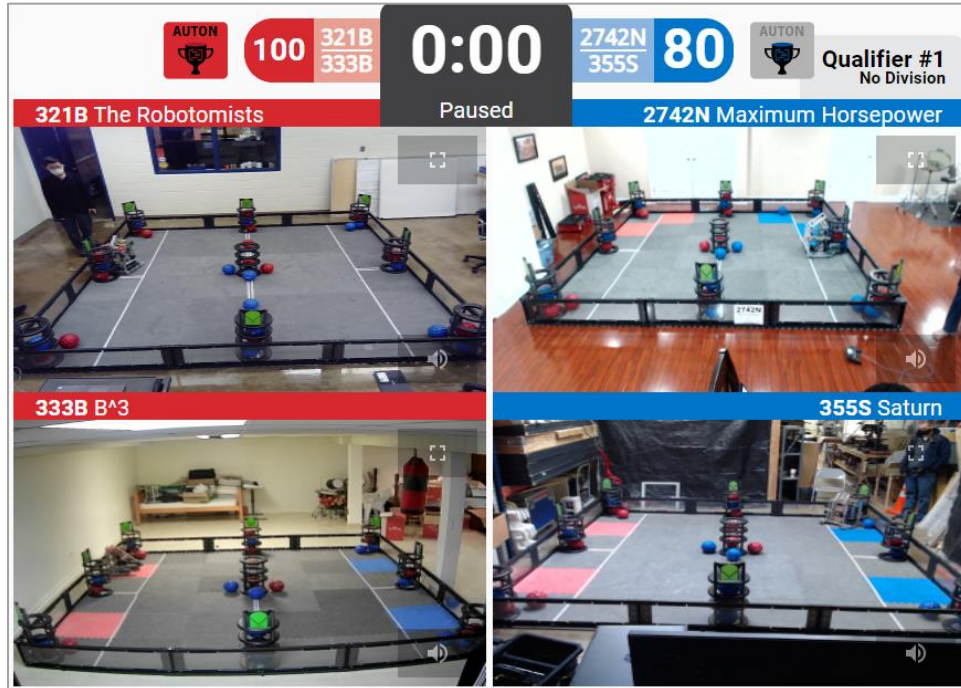 AUTON
100
321B
333B
0:00
Paused
2742N
355S
80
AUTON
Qualifier #1
No Division
321B The Robotomists
2742N Maximum Horsepower
2742N
333B B^3
355S Saturn